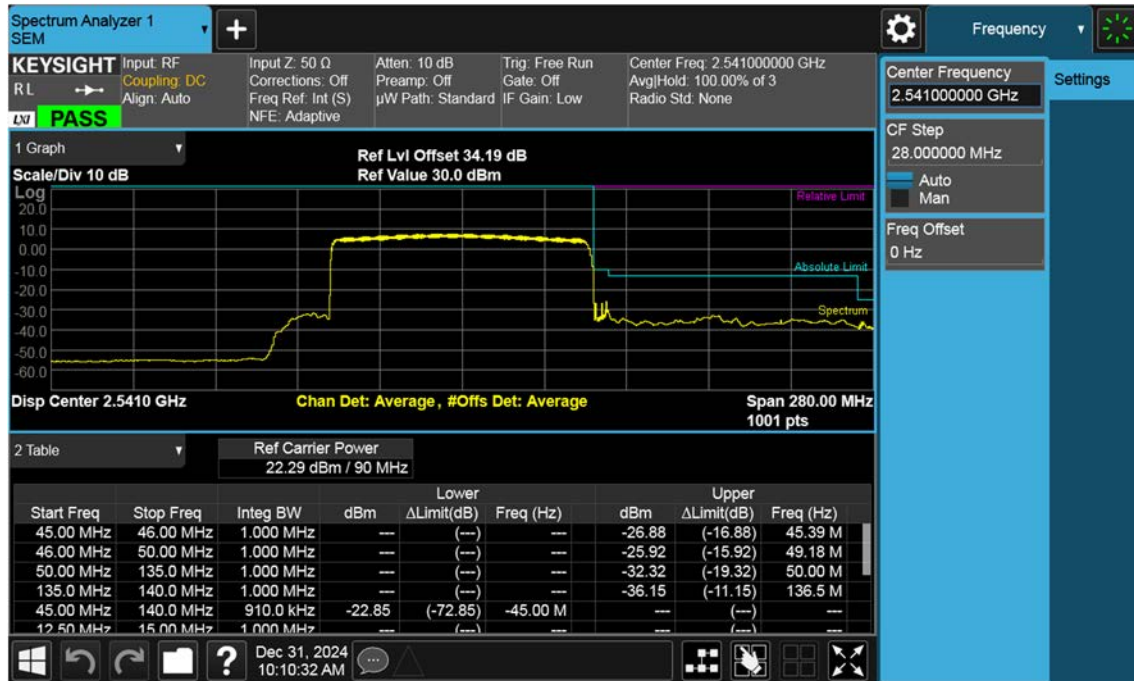 Spectrum Analyzer 1
SEM
+
Frequency
KEYSIGHT
R L
LXI
PASS
Input: RF
Coupling: DC
Align: Auto
Input Z: 50 Ω
Corrections: Off
Freq Ref: Int (S)
NFE: Adaptive
Atten: 10 dB
Preamp: Off
µW Path: Standard
Trig: Free Run
Gate: Off
IF Gain: Low
Center Freq: 2.541000000 GHz
Avg|Hold: 100.00% of 3
Radio Std: None
Center Frequency
2.541000000 GHz
Settings
CF Step
28.000000 MHz
Auto
Man
Freq Offset
0 Hz
1 Graph
Scale/Div 10 dB
Ref Lvl Offset 34.19 dB
Ref Value 30.0 dBm
Log
20.0
10.0
0.00
-10.0
-20.0
-30.0
-40.0
-50.0
-60.0
Relative Limit
Absolute Limit
Spectrum
Disp Center 2.5410 GHz
Chan Det: Average, #Offs Det: Average
Span 280.00 MHz
1001 pts
2 Table
Ref Carrier Power
22.29 dBm / 90 MHz
Lower Upper
Start Freq Stop Freq Integ BW dBm ΔLimit(dB) Freq (Hz) dBm ΔLimit(dB) Freq (Hz)
45.00 MHz 46.00 MHz 1.000 MHz --- (---) --- -26.88 (-16.88) 45.39 M
46.00 MHz 50.00 MHz 1.000 MHz --- (---) --- -25.92 (-15.92) 49.18 M
50.00 MHz 135.0 MHz 1.000 MHz --- (---) --- -32.32 (-19.32) 50.00 M
135.0 MHz 140.0 MHz 1.000 MHz --- (---) --- -36.15 (-11.15) 136.5 M
45.00 MHz 140.0 MHz 910.0 kHz -22.85 (-72.85) -45.00 M --- (---) ---
12.50 MHz 15.00 MHz 1.000 MHz --- (---) --- --- (---) ---
?
Dec 31, 2024
10:10:32 AM